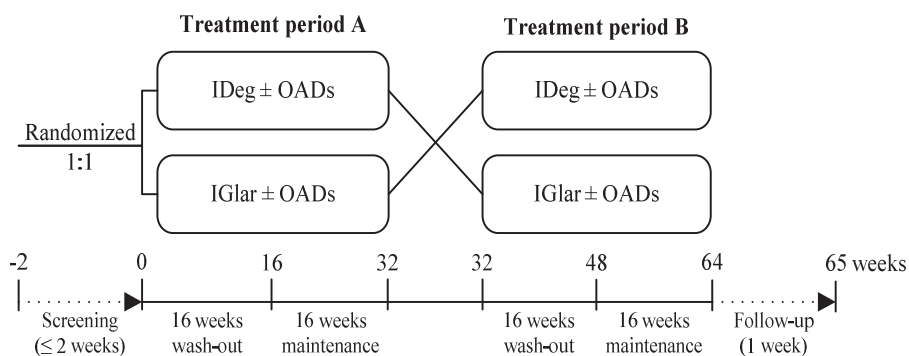 Treatment period A
Treatment period B
IDeg ± OADs
IDeg ± OADs
Randomized
1:1
IGlar ± OADs
IGlar ± OADs
-2 0 16 32 32 48 64 65 weeks
Screening
(≤ 2 weeks)
16 weeks
wash-out
16 weeks
maintenance
16 weeks
wash-out
16 weeks
maintenance
Follow-up
(1 week)